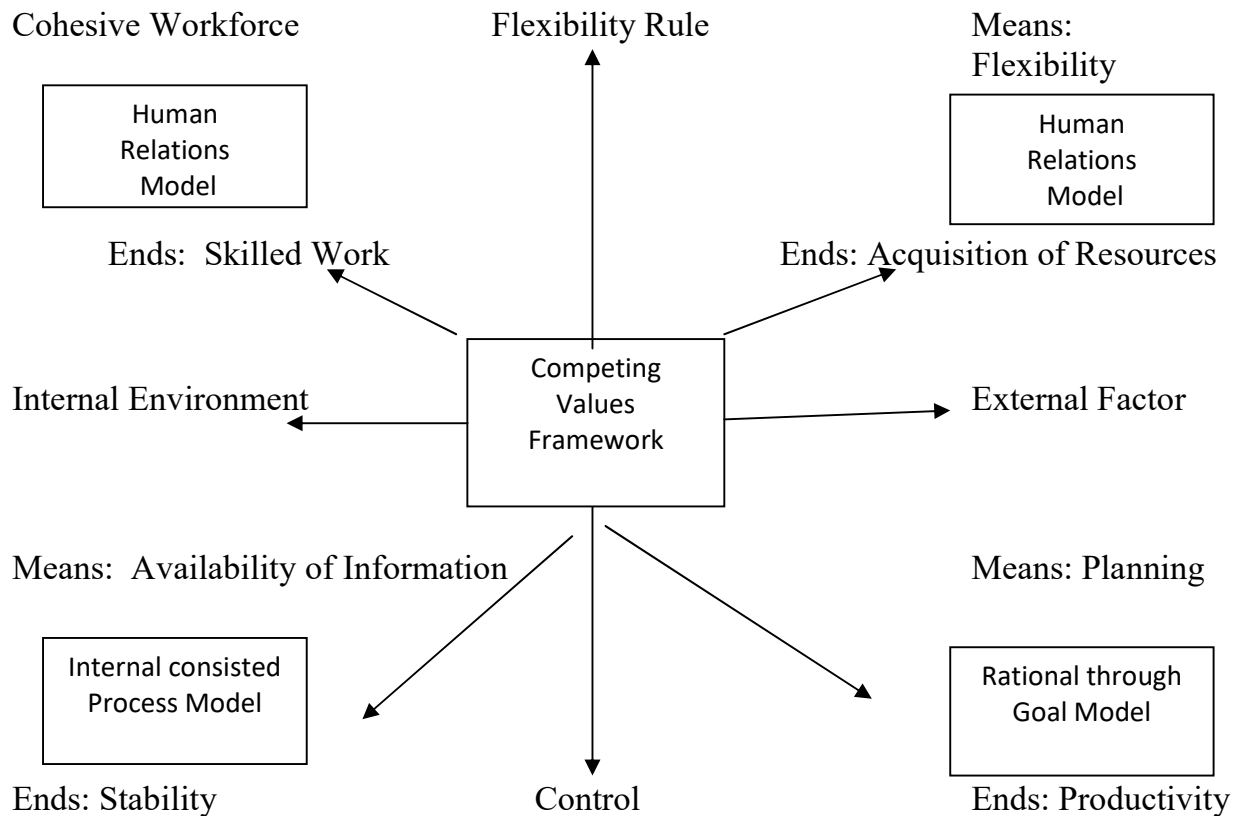 Cohesive Workforce
Flexibility Rule
Means:
Flexibility
Human
Relations
Model
Human
Relations
Model
Ends: Skilled Work
Ends: Acquisition of Resources
Competing
Values
Framework
Internal Environment
External Factor
Means: Availability of Information
Means: Planning
Internal consisted
Process Model
Rational through
Goal Model
Ends: Stability
Control
Ends: Productivity